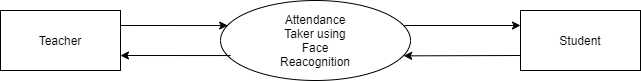 Teacher
Attendance
Taker using
Face
Reacognition
Student